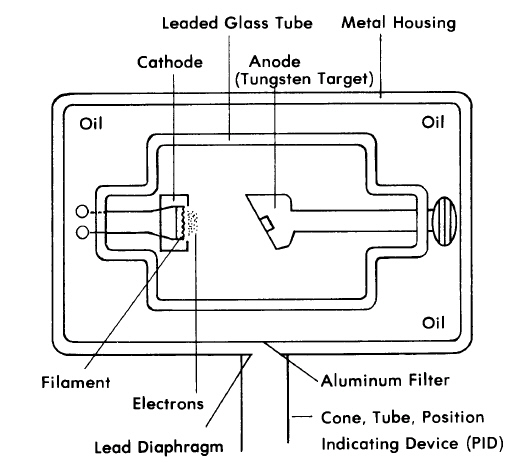 Leaded Glass Tube
Metal Housing
Cathode
Anode
(Tungsten Target)
Oil
Oil
Oil
Filament
Electrons
Lead Diaphragm
Aluminum Filter
Cone, Tube, Position
Indicating Device (PID)